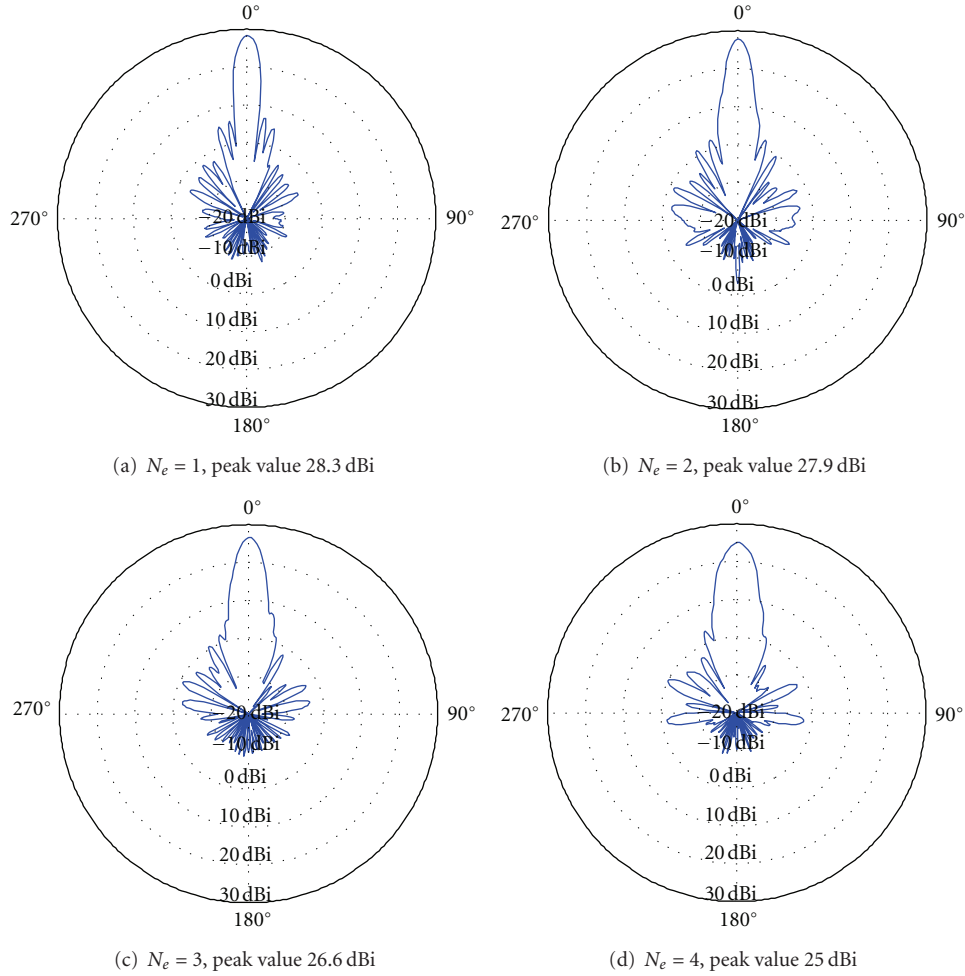 0° 0°
270° 90° 270° 90°
−20 dBi −20 dBi
−10 dBi −10 dBi
0 dBi 0 dBi
10 dBi 10 dBi
20 dBi 20 dBi
30 dBi 30 dBi
180° 180°
(a) Nₑ = 1, peak value 28.3 dBi (b) Nₑ = 2, peak value 27.9 dBi
0° 0°
270° 90° 270° 90°
−20 dBi −20 dBi
−10 dBi −10 dBi
0 dBi 0 dBi
10 dBi 10 dBi
20 dBi 20 dBi
30 dBi 30 dBi
180° 180°
(c) Nₑ = 3, peak value 26.6 dBi (d) Nₑ = 4, peak value 25 dBi